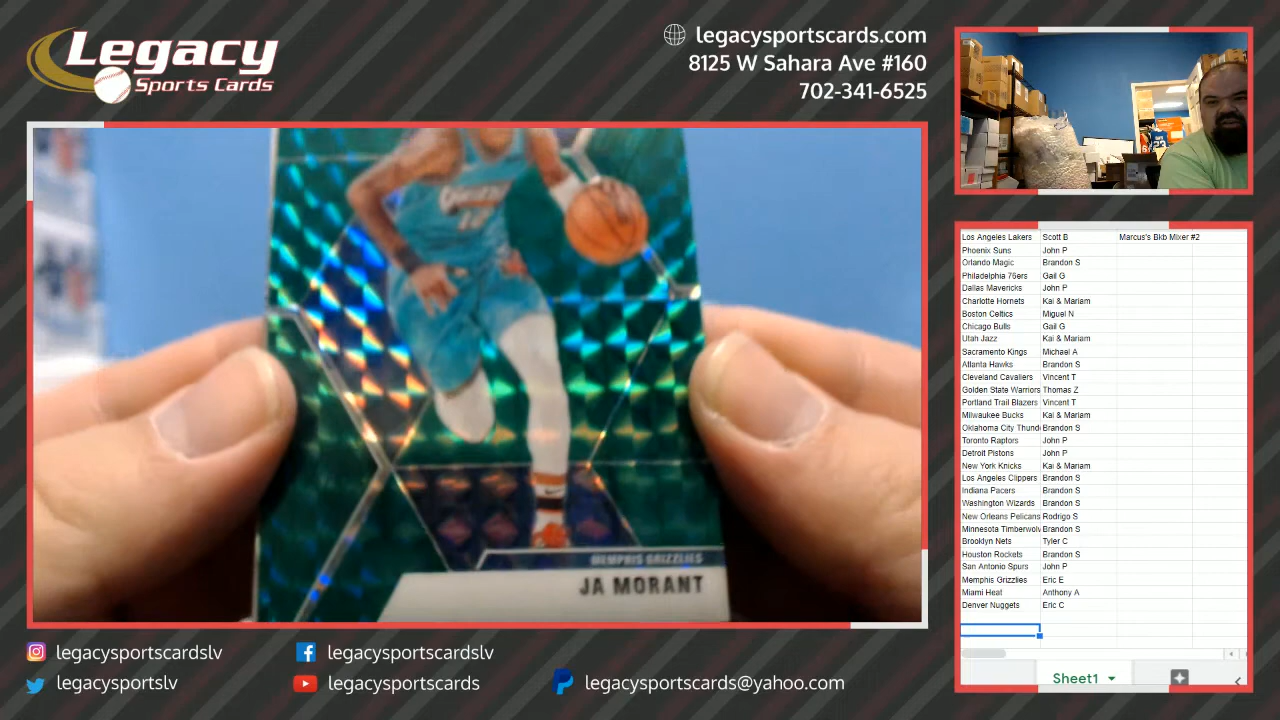 Legacy
Sports Cards
legacysportscards.com
8125 W Sahara Ave #160
702-341-6525
MEMPHIS GRIZZLIES
JA MORANT
Los Angeles Lakers Scott B Marcus's Bkb Mixer #2
Phoenix Suns John P
Orlando Magic Brandon S
Philadelphia 76ers Gail G
Dallas Mavericks John P
Charlotte Hornets Kai & Mariam
Boston Celtics Miguel N
Chicago Bulls Gail G
Utah Jazz Kai & Mariam
Sacramento Kings Michael A
Atlanta Hawks Brandon S
Cleveland Cavaliers Vincent T
Golden State Warriors Thomas Z
Portland Trail Blazers Vincent T
Milwaukee Bucks Kai & Mariam
Oklahoma City Thund Brandon S
Toronto Raptors John P
Detroit Pistons John P
New York Knicks Kai & Mariam
Los Angeles Clippers Brandon S
Indiana Pacers Brandon S
Washington Wizards Brandon S
New Orleans Pelicans Rodrigo S
Minnesota Timberwolv Brandon S
Brooklyn Nets Tyler C
Houston Rockets Brandon S
San Antonio Spurs John P
Memphis Grizzlies Eric E
Miami Heat Anthony A
Denver Nuggets Eric C
Sheet1
legacysportscardslv
legacysportscardslv
legacysportslv
legacysportscards
legacysportscards@yahoo.com